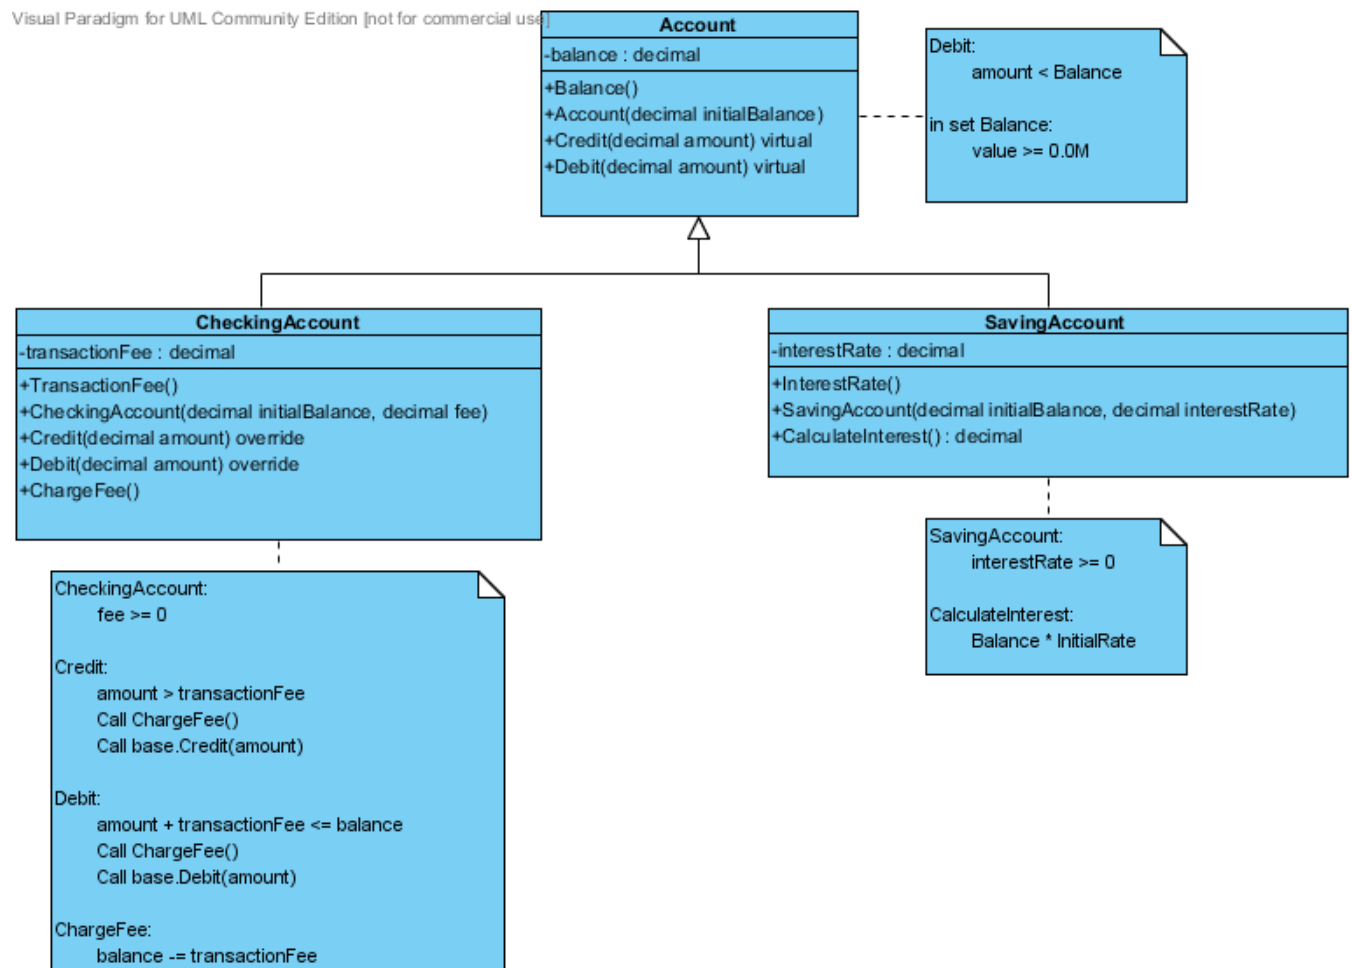 Visual Paradigm for UML Community Edition [not for commercial use]
Account
-balance : decimal
+Balance()
+Account(decimal initialBalance)
+Credit(decimal amount) virtual
+Debit(decimal amount) virtual
Debit:
amount < Balance
in set Balance:
value >= 0.0M
CheckingAccount
-transactionFee : decimal
+TransactionFee()
+CheckingAccount(decimal initialBalance, decimal fee)
+Credit(decimal amount) override
+Debit(decimal amount) override
+ChargeFee()
SavingAccount
-interestRate : decimal
+InterestRate()
+SavingAccount(decimal initialBalance, decimal interestRate)
+CalculateInterest() : decimal
CheckingAccount:
fee >= 0
Credit:
amount > transactionFee
Call ChargeFee()
Call base.Credit(amount)
Debit:
amount + transactionFee <= balance
Call ChargeFee()
Call base.Debit(amount)
ChargeFee:
balance -= transactionFee
SavingAccount:
interestRate >= 0
CalculateInterest:
Balance * InitialRate